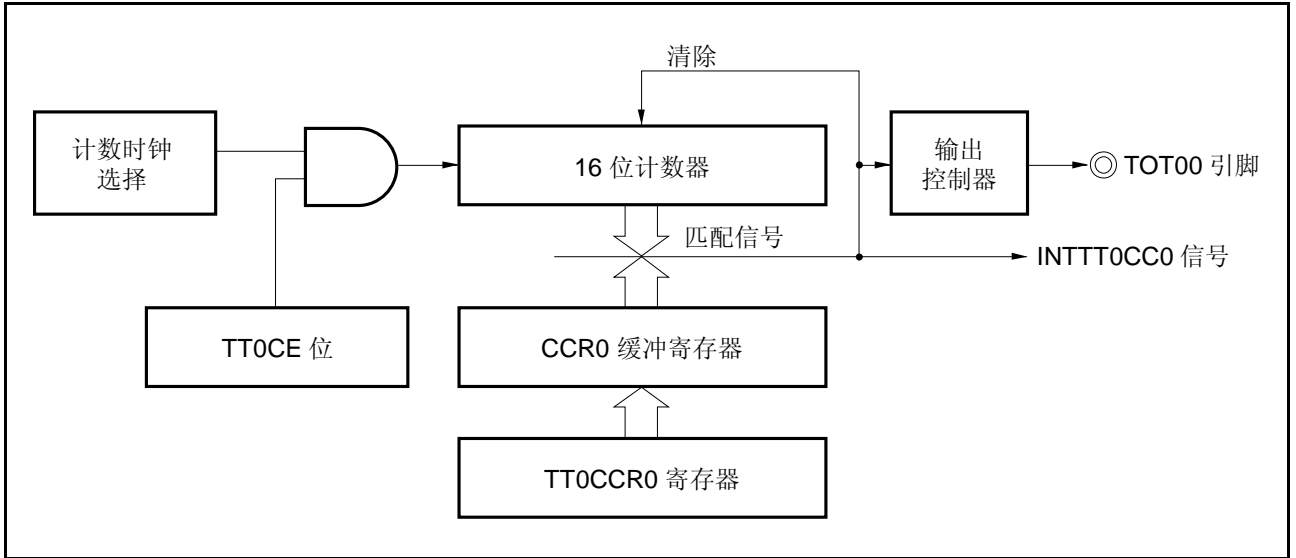 清除
计数时钟
选择
16 位计数器
输出
控制器
TOT00 引脚
匹配信号
INTTT0CC0 信号
TT0CE 位
CCR0 缓冲寄存器
TT0CCR0 寄存器